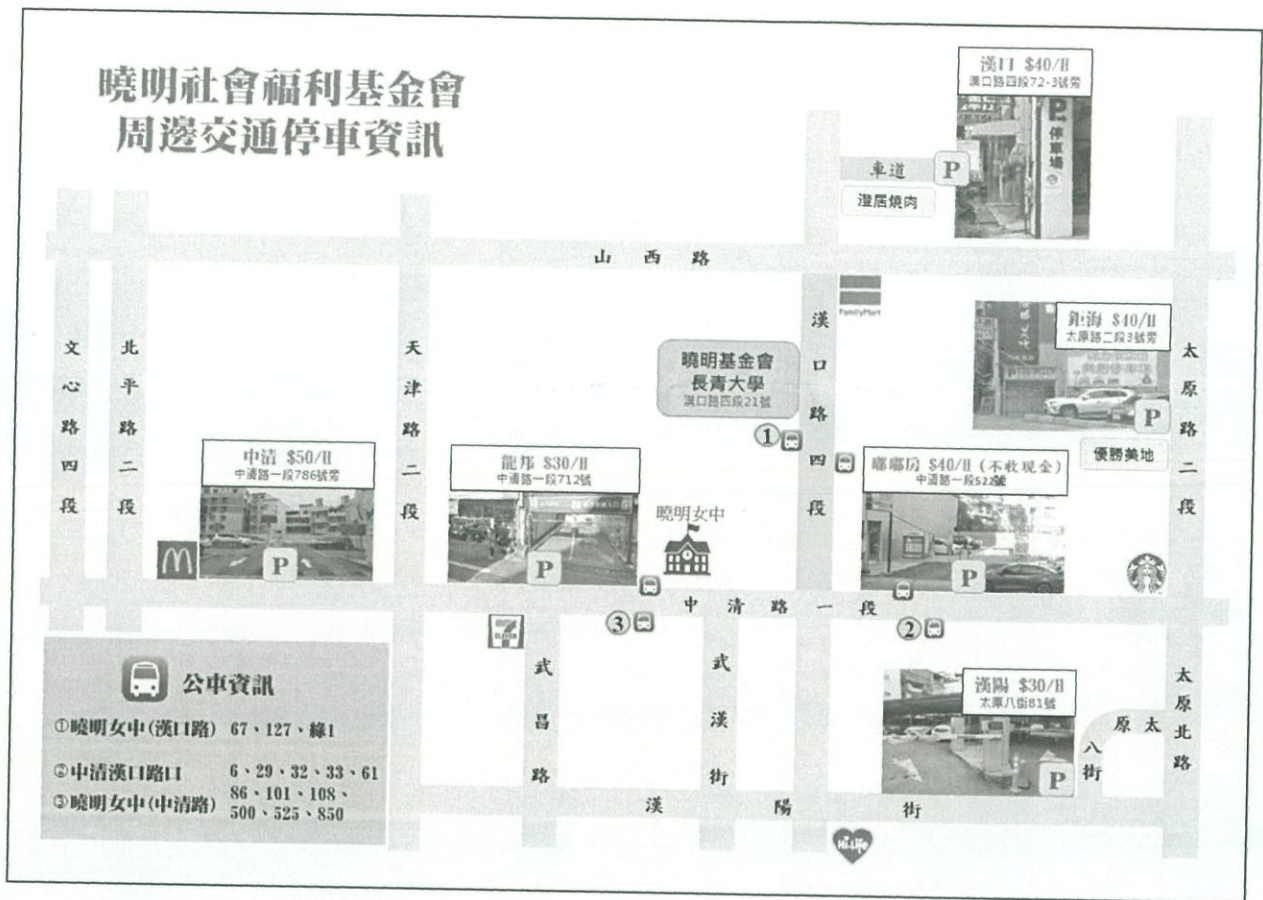 曉明社會福利基金會
周邊交通停車資訊
漢口 $40/H
漢口路四段72-3號旁
P
停車場
車道
P
澄居燒肉
山西路
FamilyMart
漢口路四段
鉅海 $40/H
太原路二段3號旁
P
優勝美地
太原路二段
文心路四段
北平路二段
天津路二段
曉明基金會
長青大學
漢口路四段21號
①
中清 $50/H
中清路一段786號旁
P
龍邦 $30/H
中清路一段712號
P
曉明女中
嘟嘟房 $40/H (不收現金)
中清路一段522號
P
中清路一段
7
ELEVEN
③
②
武昌路
武漢街
漢陽 $30/H
太原八街81號
P
太原八街
太原北路
漢陽街
Hi-Life
公車資訊
①曉明女中(漢口路) 67、127、綠1
②中清漢口路口 6、29、32、33、61
③曉明女中(中清路) 86、101、108、
500、525、850